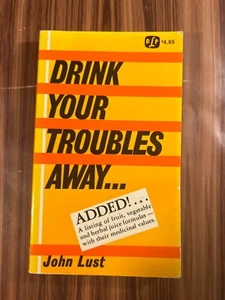 BLP
$4.95
DRINK
YOUR
TROUBLES
AWAY...
ADDED!...
A listing of fruit, vegetable
and herbal juice formulas —
with their medicinal values.
John Lust